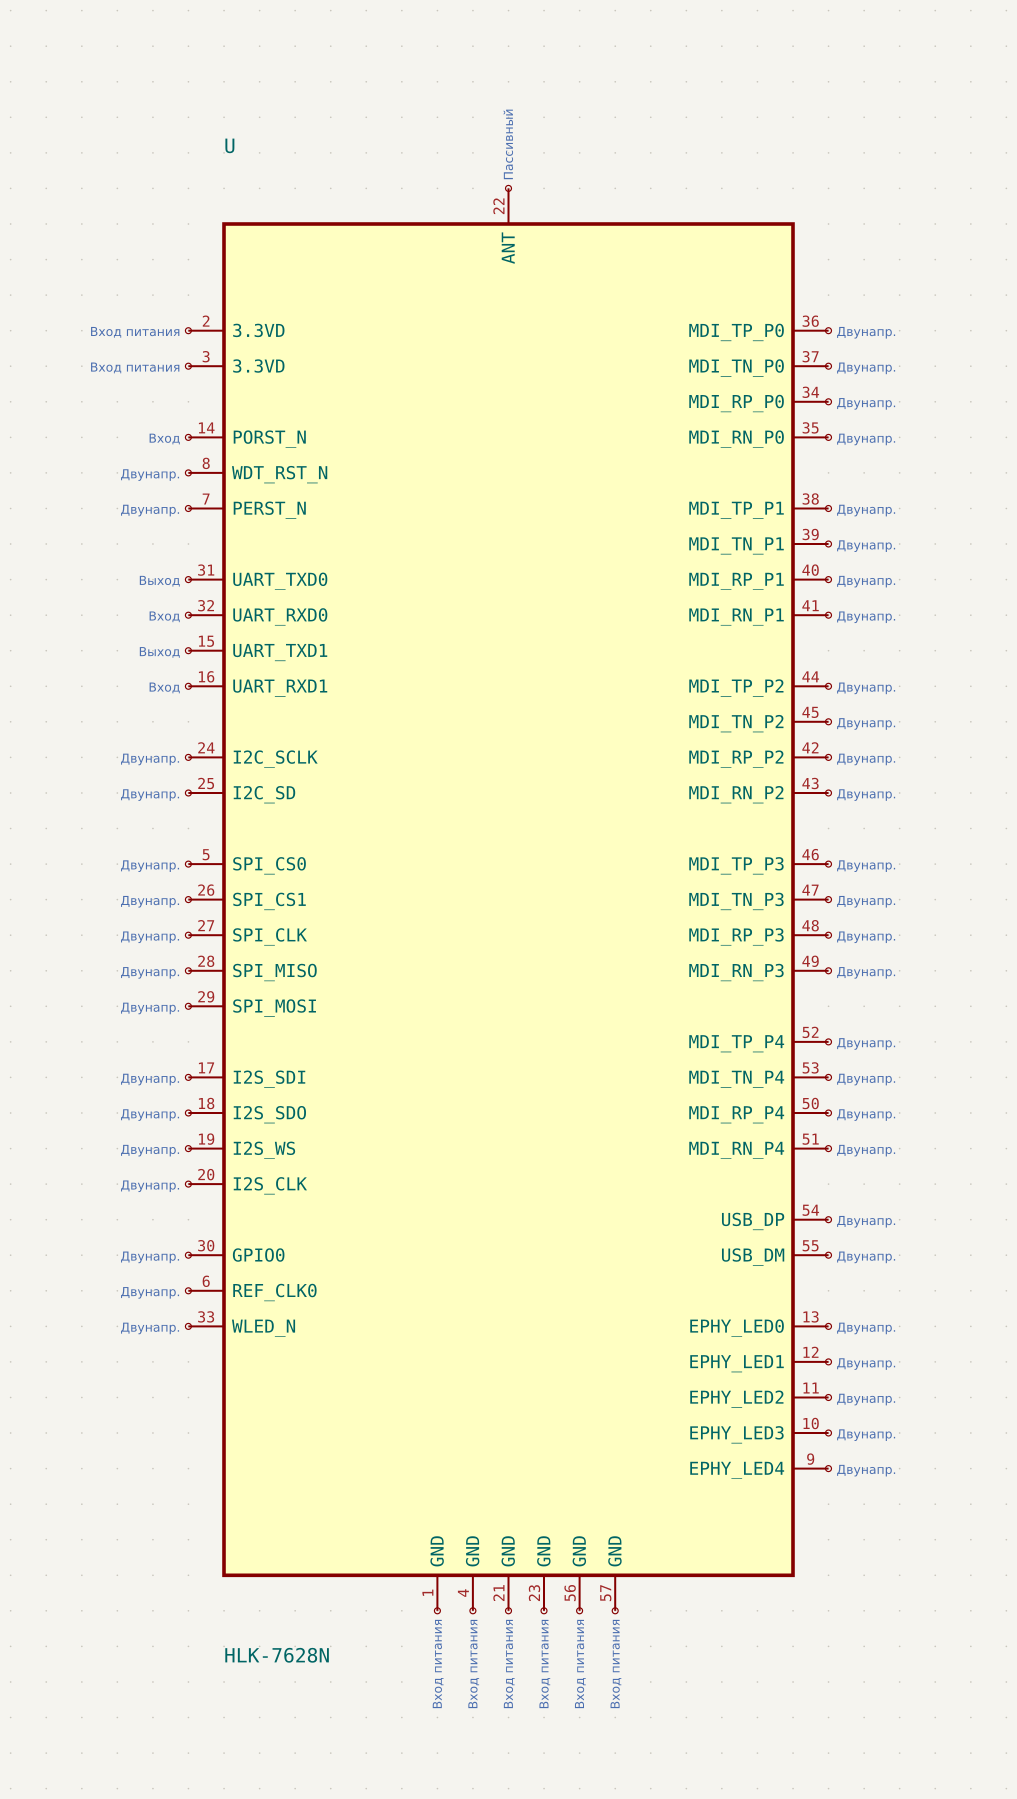 Пассивный
U
22
ANT
Вход питания 2 3.3VD MDI_TP_P0 36 Двунапр.
Вход питания 3 3.3VD MDI_TN_P0 37 Двунапр.
MDI_RP_P0 34 Двунапр.
Вход 14 PORST_N MDI_RN_P0 35 Двунапр.
Двунапр. 8 WDT_RST_N
Двунапр. 7 PERST_N MDI_TP_P1 38 Двунапр.
MDI_TN_P1 39 Двунапр.
Выход 31 UART_TXD0 MDI_RP_P1 40 Двунапр.
Вход 32 UART_RXD0 MDI_RN_P1 41 Двунапр.
Выход 15 UART_TXD1
Вход 16 UART_RXD1 MDI_TP_P2 44 Двунапр.
MDI_TN_P2 45 Двунапр.
Двунапр. 24 I2C_SCLK MDI_RP_P2 42 Двунапр.
Двунапр. 25 I2C_SD MDI_RN_P2 43 Двунапр.
Двунапр. 5 SPI_CS0 MDI_TP_P3 46 Двунапр.
Двунапр. 26 SPI_CS1 MDI_TN_P3 47 Двунапр.
Двунапр. 27 SPI_CLK MDI_RP_P3 48 Двунапр.
Двунапр. 28 SPI_MISO MDI_RN_P3 49 Двунапр.
Двунапр. 29 SPI_MOSI
MDI_TP_P4 52 Двунапр.
Двунапр. 17 I2S_SDI MDI_TN_P4 53 Двунапр.
Двунапр. 18 I2S_SDO MDI_RP_P4 50 Двунапр.
Двунапр. 19 I2S_WS MDI_RN_P4 51 Двунапр.
Двунапр. 20 I2S_CLK
USB_DP 54 Двунапр.
Двунапр. 30 GPIO0 USB_DM 55 Двунапр.
Двунапр. 6 REF_CLK0
Двунапр. 33 WLED_N EPHY_LED0 13 Двунапр.
EPHY_LED1 12 Двунапр.
EPHY_LED2 11 Двунапр.
EPHY_LED3 10 Двунапр.
EPHY_LED4 9 Двунапр.
GND GND GND GND GND GND
1 4 21 23 56 57
Вход питания Вход питания Вход питания Вход питания Вход питания Вход питания
HLK-7628N